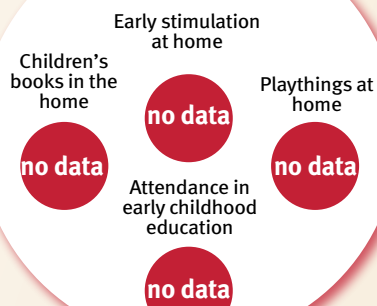 Early stimulation
at home
Children's
books in the
home
Playthings at
home
no data
no data
no data
Attendance in
early childhood
education
no data